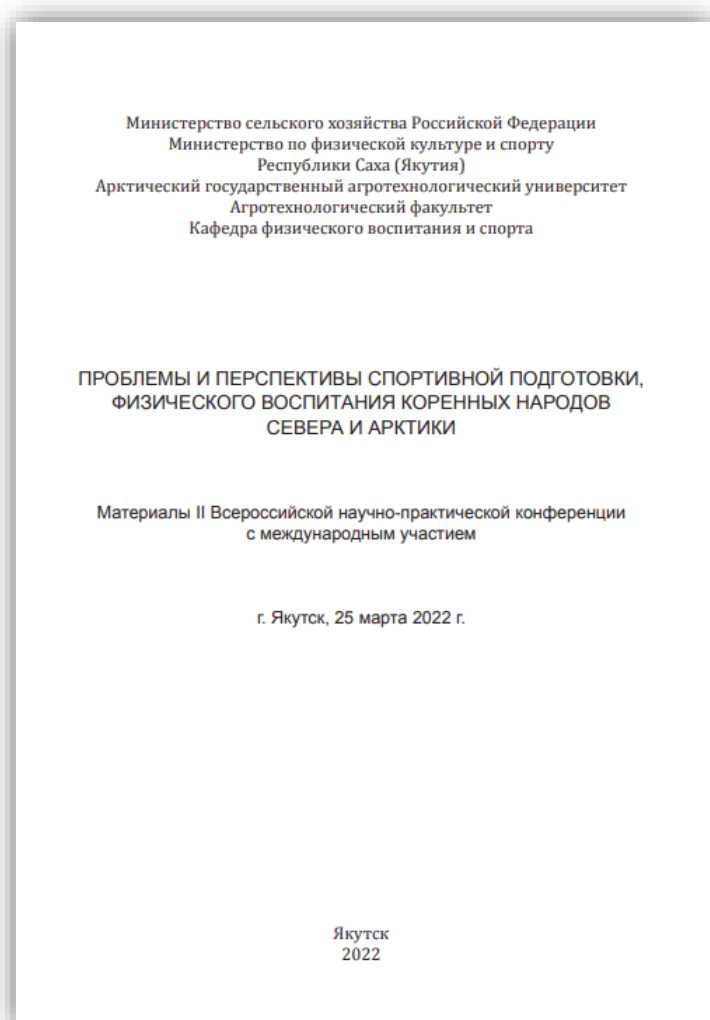 Министерство сельского хозяйства Российской Федерации
Министерство по физической культуре и спорту
Республики Саха (Якутия)
Арктический государственный агротехнологический университет
Агротехнологический факультет
Кафедра физического воспитания и спорта
ПРОБЛЕМЫ И ПЕРСПЕКТИВЫ СПОРТИВНОЙ ПОДГОТОВКИ,
ФИЗИЧЕСКОГО ВОСПИТАНИЯ КОРЕННЫХ НАРОДОВ
СЕВЕРА И АРКТИКИ
Материалы II Всероссийской научно-практической конференции
с международным участием
г. Якутск, 25 марта 2022 г.
Якутск
2022